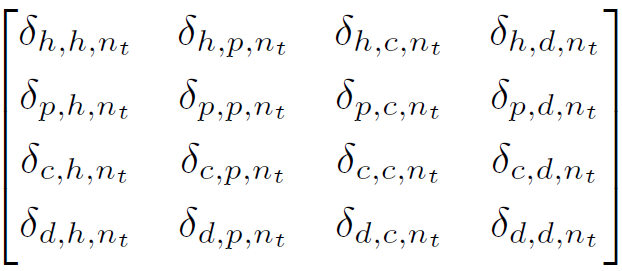 δ_{h,h,n_t} δ_{h,p,n_t} δ_{h,c,n_t} δ_{h,d,n_t}
δ_{p,h,n_t} δ_{p,p,n_t} δ_{p,c,n_t} δ_{p,d,n_t}
δ_{c,h,n_t} δ_{c,p,n_t} δ_{c,c,n_t} δ_{c,d,n_t}
δ_{d,h,n_t} δ_{d,p,n_t} δ_{d,c,n_t} δ_{d,d,n_t}